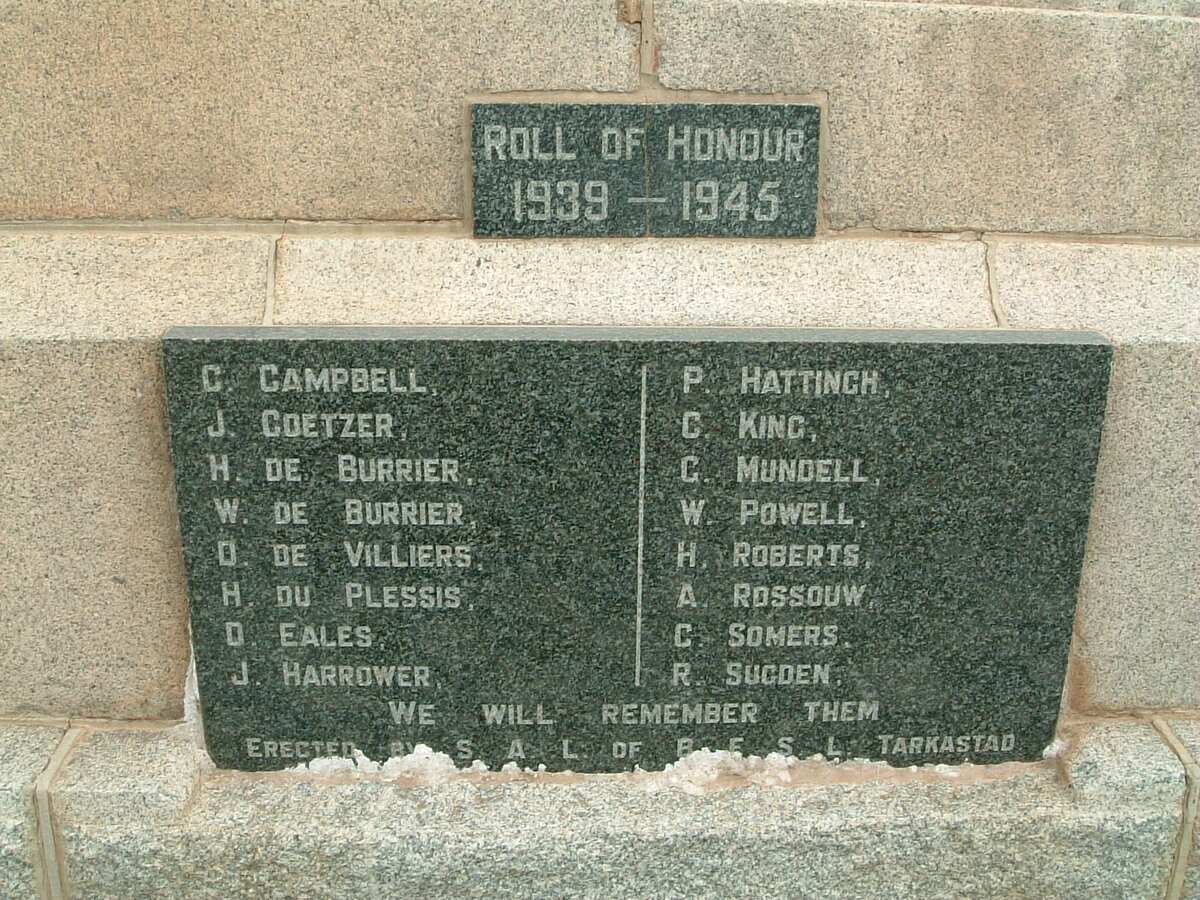 ROLL OF HONOUR
1939 — 1945
C. CAMPBELL,
J. COETZER,
H. DE BURRIER,
W. DE BURRIER,
D. DE VILLIERS,
H. DU PLESSIS,
D. EALES,
J. HARROWER,
P. HATTINGH,
C. KING,
G. MUNDELL,
W. POWELL,
H. ROBERTS,
A. ROSSOUW,
C. SOMERS,
R. SUGDEN,
WE WILL REMEMBER THEM
ERECTED BY S. A. L. OF B. E. S. L. TARKASTAD